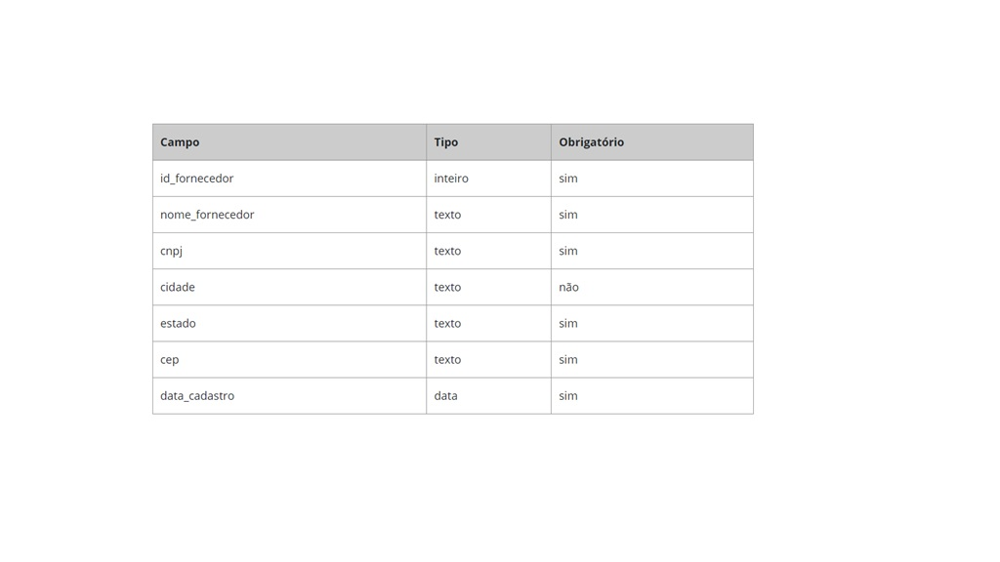 Campo Tipo Obrigatório
id_fornecedor inteiro sim
nome_fornecedor texto sim
cnpj texto sim
cidade texto não
estado texto sim
cep texto sim
data_cadastro data sim